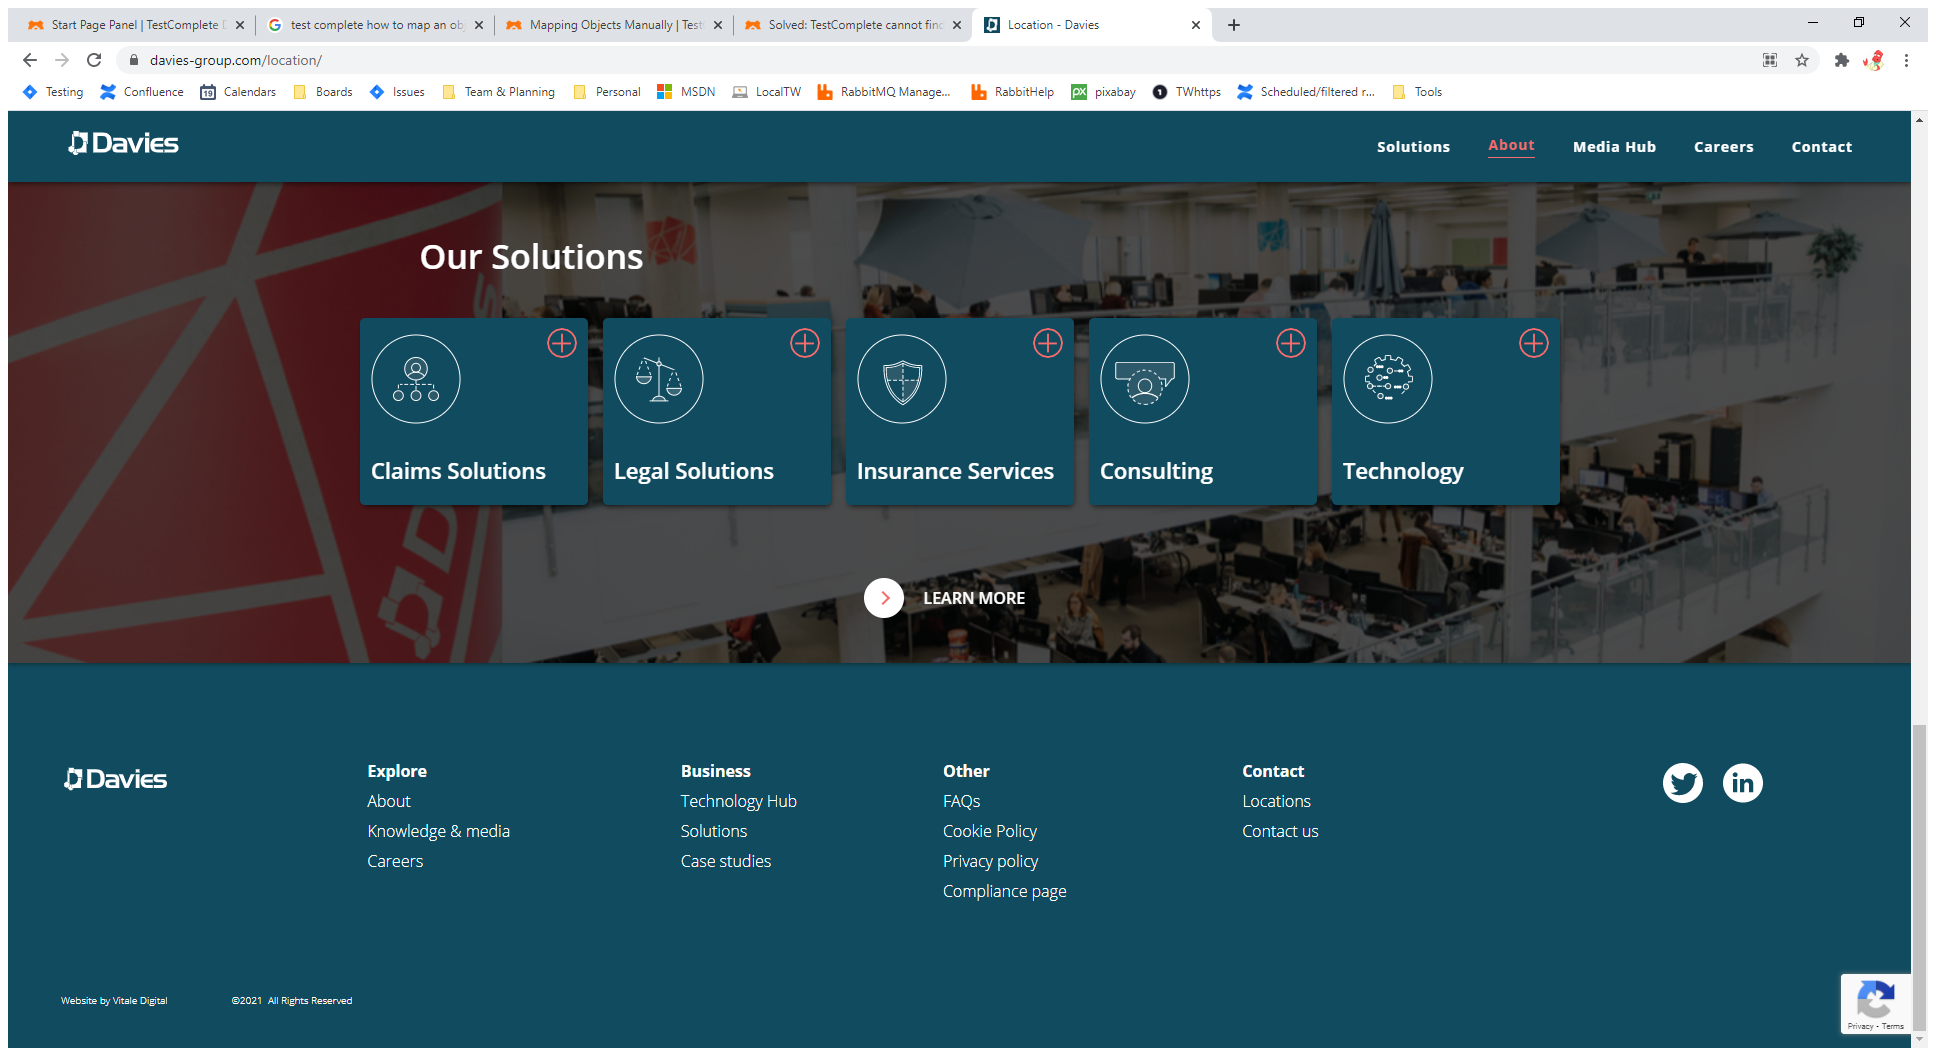 Start Page Panel | TestComplete
test complete how to map an ob
Mapping Objects Manually | Test
Solved: TestComplete cannot find
Location - Davies
davies-group.com/location/
Testing
Confluence
19
Calendars
Boards
Issues
Team & Planning
Personal
MSDN
LocalTW
RabbitMQ Manage...
RabbitHelp
px
pixabay
1
TWhttps
Scheduled/filtered r...
Tools
Davies
Solutions
About
Media Hub
Careers
Contact
Our Solutions
Claims Solutions
Legal Solutions
Insurance Services
Consulting
Technology
LEARN MORE
Davies
Explore
About
Knowledge & media
Careers
Business
Technology Hub
Solutions
Case studies
Other
FAQs
Cookie Policy
Privacy policy
Compliance page
Contact
Locations
Contact us
in
Website by Vitale Digital
©2021 All Rights Reserved
Privacy - Terms